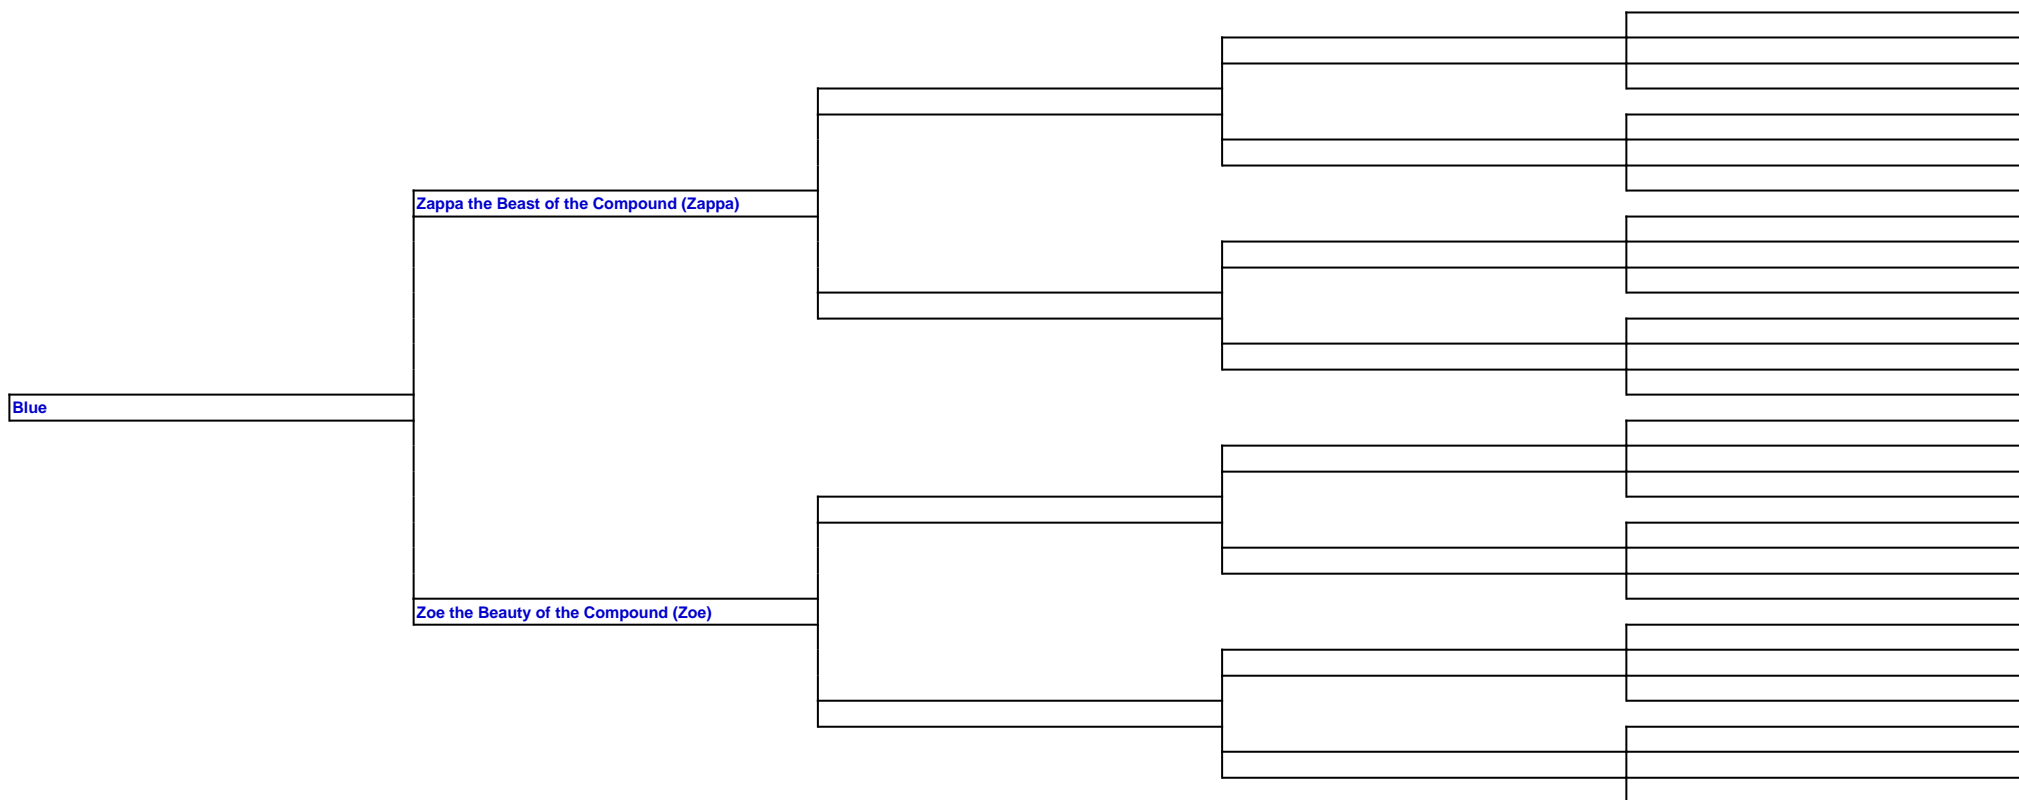 Zappa the Beast of the Compound (Zappa)
Blue
Zoe the Beauty of the Compound (Zoe)